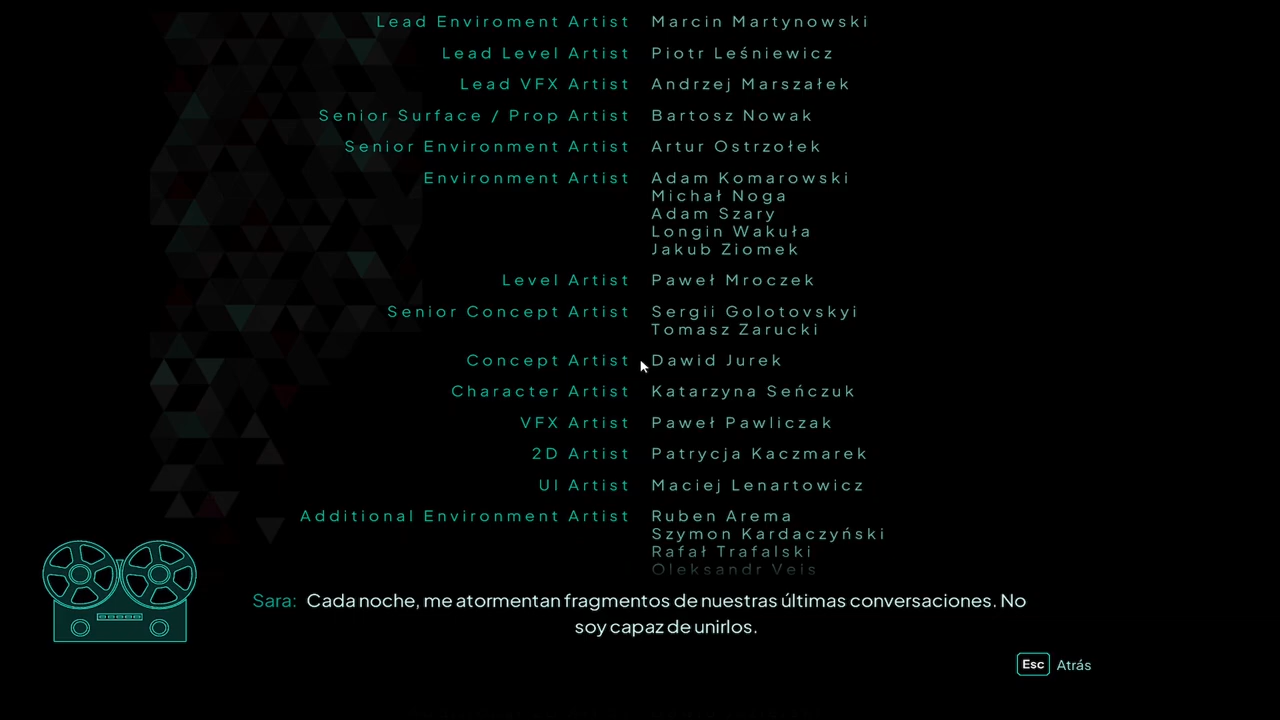 Lead Enviroment Artist Marcin Martynowski
Lead Level Artist Piotr Leśniewicz
Lead VFX Artist Andrzej Marszałek
Senior Surface / Prop Artist Bartosz Nowak
Senior Environment Artist Artur Ostrzołek
Environment Artist Adam Komarowski
Michał Noga
Adam Szary
Longin Wakuła
Jakub Ziomek
Level Artist Paweł Mroczek
Senior Concept Artist Sergii Golotovskyi
Tomasz Zarucki
Concept Artist Dawid Jurek
Character Artist Katarzyna Seńczuk
VFX Artist Paweł Pawliczak
2D Artist Patrycja Kaczmarek
UI Artist Maciej Lenartowicz
Additional Environment Artist Ruben Arema
Szymon Kardaczyński
Rafał Trafalski
Oleksandr Veis
Sara: Cada noche, me atormentan fragmentos de nuestras últimas conversaciones. No
soy capaz de unirlos.
Esc Atrás